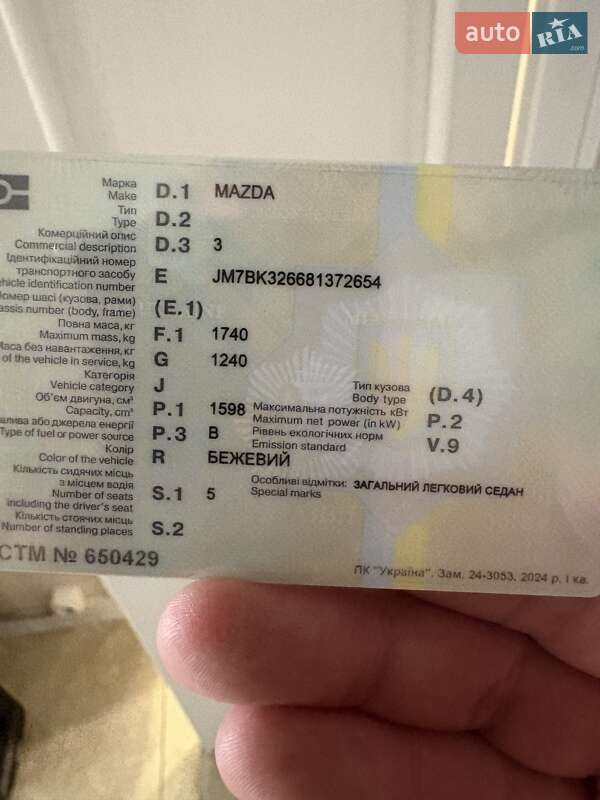 auto RIA.com
Марка
Make D.1 MAZDA
Тип
Type D.2
Комерційний опис
Commercial description D.3 3
Ідентифікаційний номер
транспортного засобу E JM7BK326681372654
identification number
Номер шасі (кузова, рами)
number (body, frame) (E.1)
Повна маса, кг
Maximum mass, kg F.1 1740
Маса без навантаження, кг
of the vehicle in service, kg G 1240
Категорія
Vehicle category J
Тип кузова
Body type (D.4)
Об'єм двигуна, см³
Capacity, cm³ P.1 1598
Максимальна потужність кВт
Maximum net power (in kW) P.2
або джерела енергії
Type of fuel or power source P.3 B
Рівень екологічних норм
Emission standard V.9
Колір
Color of the vehicle R БЕЖЕВИЙ
Кількість сидячих місць
з місцем водія
Number of seats
including the driver's seat S.1 5
Особливі відмітки: ЗАГАЛЬНИЙ ЛЕГКОВИЙ СЕДАН
Special marks
Кількість стоячих місць
Number of standing places S.2
СТМ № 650429
ПК "Україна". Зам. 24-3053. 2024 р. І кв.